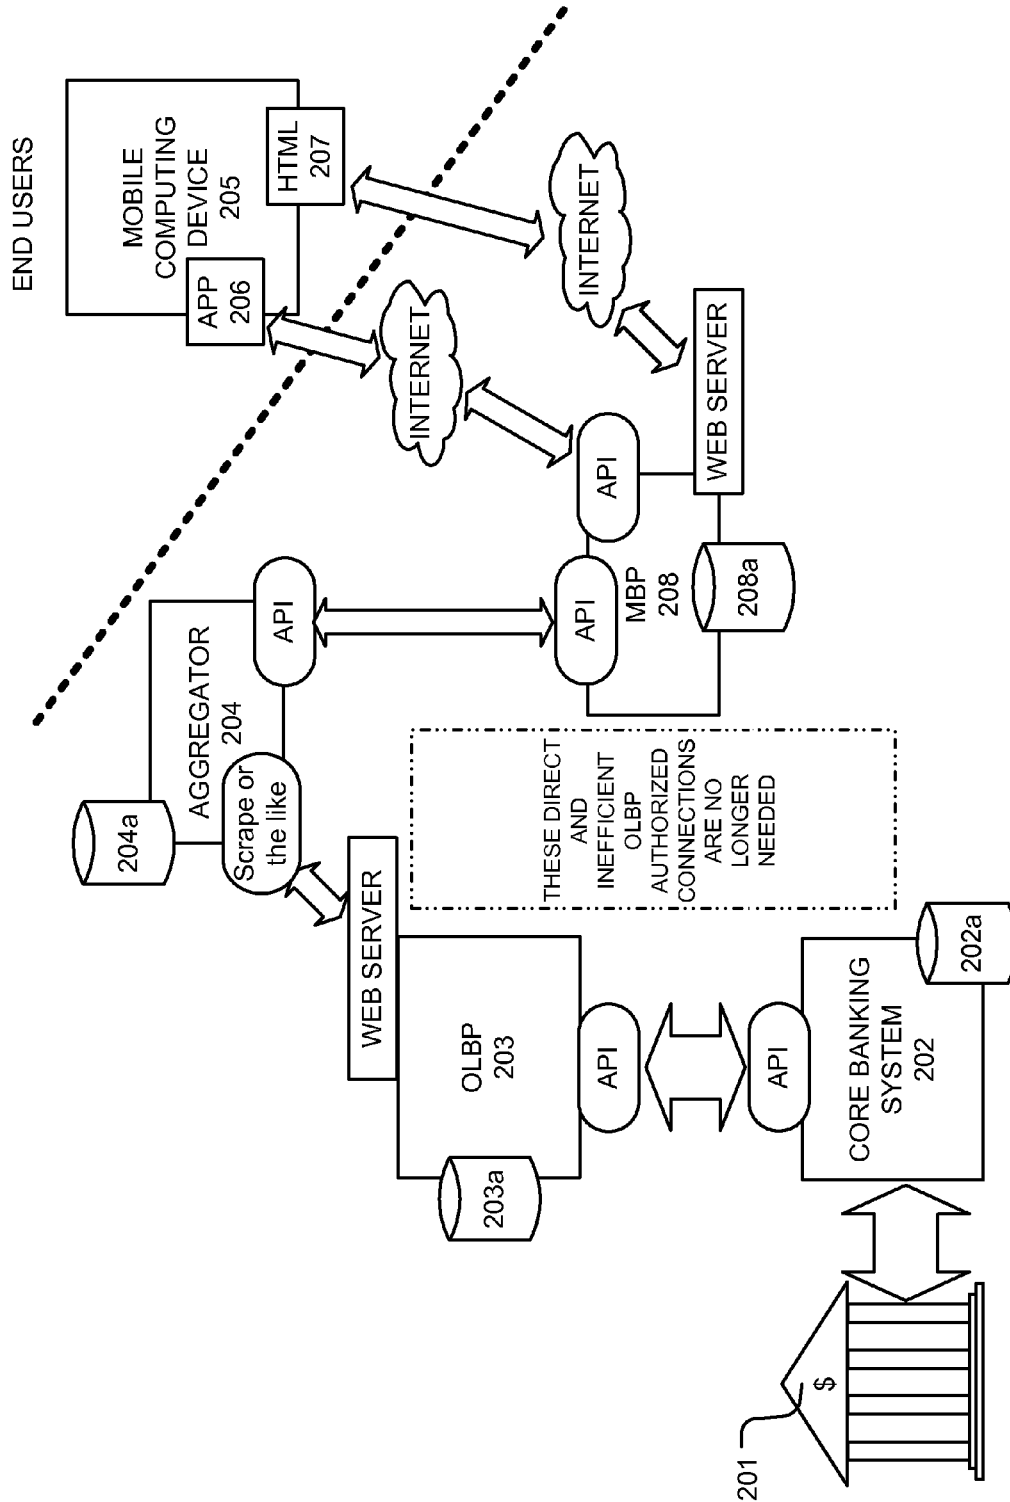 END USERS
MOBILE
COMPUTING
DEVICE
205
APP
206
HTML
207
INTERNET
INTERNET
204a
AGGREGATOR
204
Scrape or
the like
API
API
API
MBP
208
208a
WEB SERVER
WEB SERVER
OLBP
203
203a
API
THESE DIRECT
AND
INEFFICIENT
OLBP
AUTHORIZED
CONNECTIONS
ARE NO
LONGER
NEEDED
API
CORE BANKING
SYSTEM
202
202a
201
$